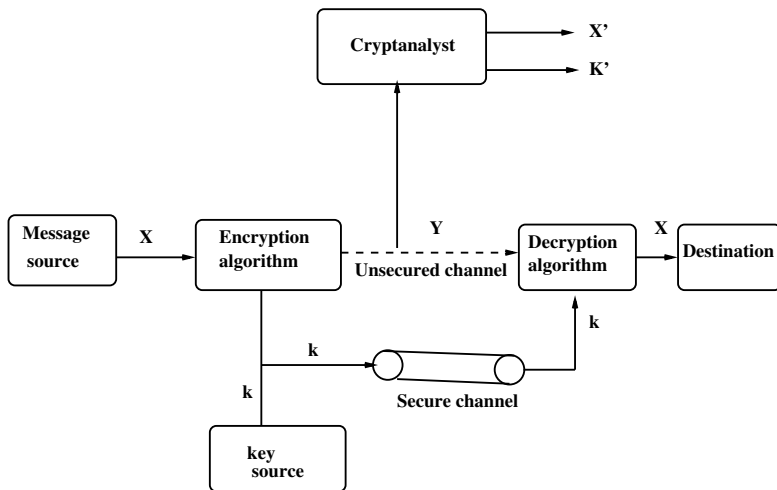 Cryptanalyst
X’
K’
Message
source
X
Encryption
algorithm
Y
Unsecured channel
Decryption
algorithm
X
Destination
k
k
k
Secure channel
key
source